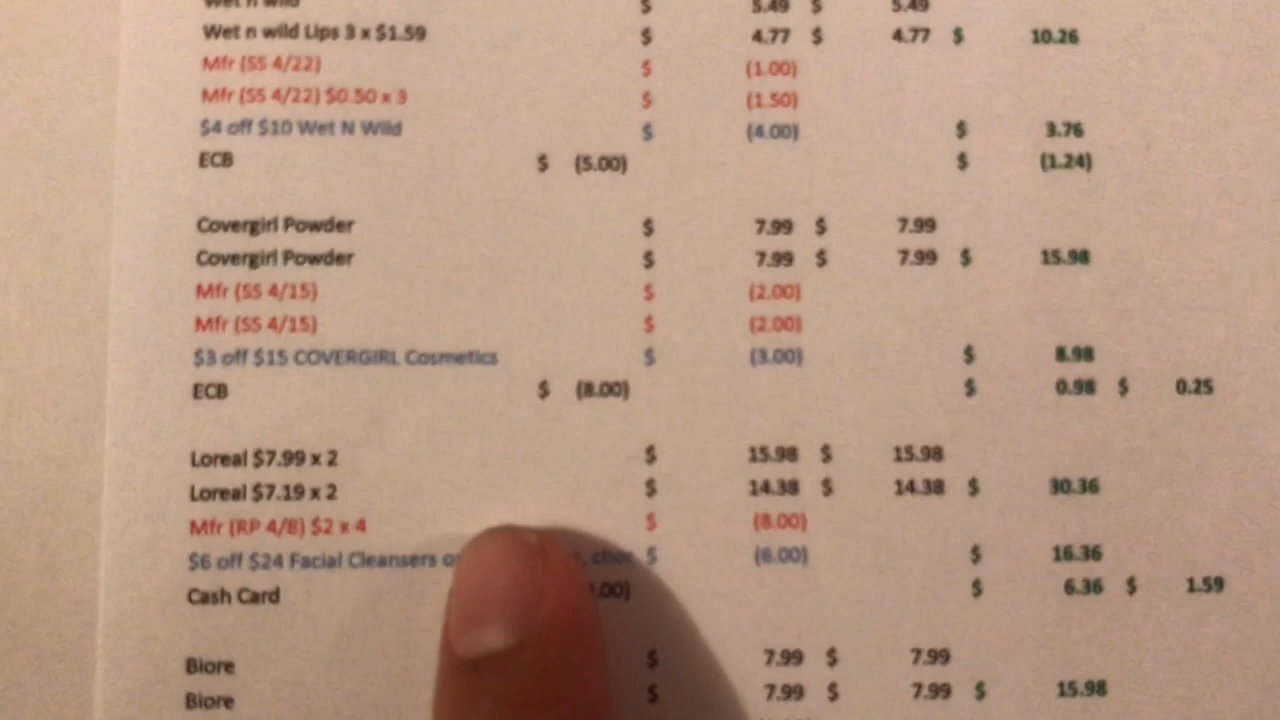 Wet n wild $ 5.49 $ 5.49
Wet n wild Lips 3 x $1.59 $ 4.77 $ 4.77 $ 10.26
Mfr (SS 4/22) $ (1.00)
Mfr (SS 4/22) $0.50 x 3 $ (1.50)
$4 off $10 Wet N Wild $ (4.00) $ 3.76
ECB $ (5.00) $ (1.24)
Covergirl Powder $ 7.99 $ 7.99
Covergirl Powder $ 7.99 $ 7.99 $ 15.98
Mfr (SS 4/15) $ (2.00)
Mfr (SS 4/15) $ (2.00)
$3 off $15 COVERGIRL Cosmetics $ (3.00) $ 8.98
ECB $ (8.00) $ 0.98 $ 0.25
Loreal $7.99 x 2 $ 15.98 $ 15.98
Loreal $7.19 x 2 $ 14.38 $ 14.38 $ 30.36
Mfr (RP 4/8) $2 x 4 $ (8.00)
$6 off $24 Facial Cleansers $ (6.00) $ 16.36
Cash Card .00) $ 6.36 $ 1.59
Biore $ 7.99 $ 7.99
Biore $ 7.99 $ 7.99 $ 15.98